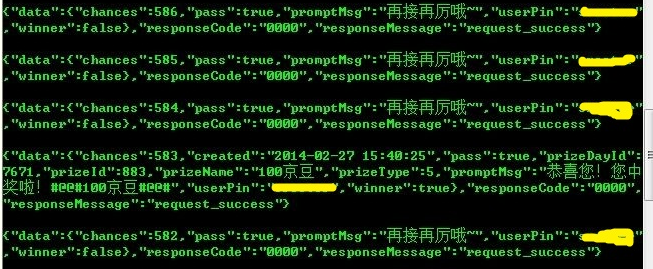 {"data":{"chances":586,"pass":true,"promptMsg":"再接再厉哦~","userPin":"
","winner":false},"responseCode":"0000","responseMessage":"request_success"}
{"data":{"chances":585,"pass":true,"promptMsg":"再接再厉哦~","userPin":"
","winner":false},"responseCode":"0000","responseMessage":"request_success"}
{"data":{"chances":584,"pass":true,"promptMsg":"再接再厉哦~","userPin":"
,"winner":false},"responseCode":"0000","responseMessage":"request_success"}
{"data":{"chances":583,"created":"2014-02-27 15:40:25","pass":true,"prizeDayId":
7671,"prizeId":883,"prizeName":"100京豆","prizeType":5,"promptMsg":"恭喜您！您中
奖啦！#@@#100京豆#@@#","userPin":" ,"winner":true},"responseCode":"0000",
"responseMessage":"request_success"}
{"data":{"chances":582,"pass":true,"promptMsg":"再接再厉哦~","userPin":"
,"winner":false},"responseCode":"0000","responseMessage":"request_success"}